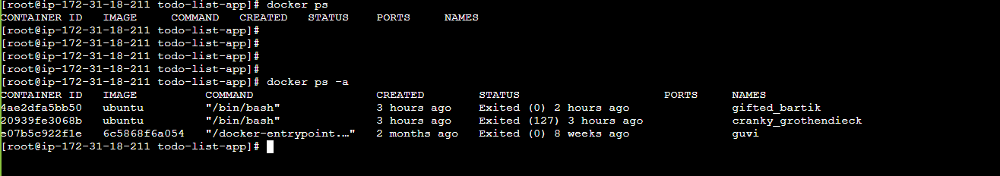 [root@ip-172-31-18-211 todo-list-app]# docker ps
CONTAINER ID   IMAGE     COMMAND   CREATED   STATUS    PORTS     NAMES
[root@ip-172-31-18-211 todo-list-app]#
[root@ip-172-31-18-211 todo-list-app]#
[root@ip-172-31-18-211 todo-list-app]#
[root@ip-172-31-18-211 todo-list-app]#
[root@ip-172-31-18-211 todo-list-app]# docker ps -a
CONTAINER ID   IMAGE          COMMAND                  CREATED        STATUS                     PORTS     NAMES
4ae2dfa5bb50   ubuntu         "/bin/bash"              3 hours ago    Exited (0) 2 hours ago               gifted_bartik
20939fe3068b   ubuntu         "/bin/bash"              3 hours ago    Exited (127) 3 hours ago             cranky_grothendieck
e07b5c922f1e   6c5868f6a054   "/docker-entrypoint.…"   2 months ago   Exited (0) 8 weeks ago               guvi
[root@ip-172-31-18-211 todo-list-app]#